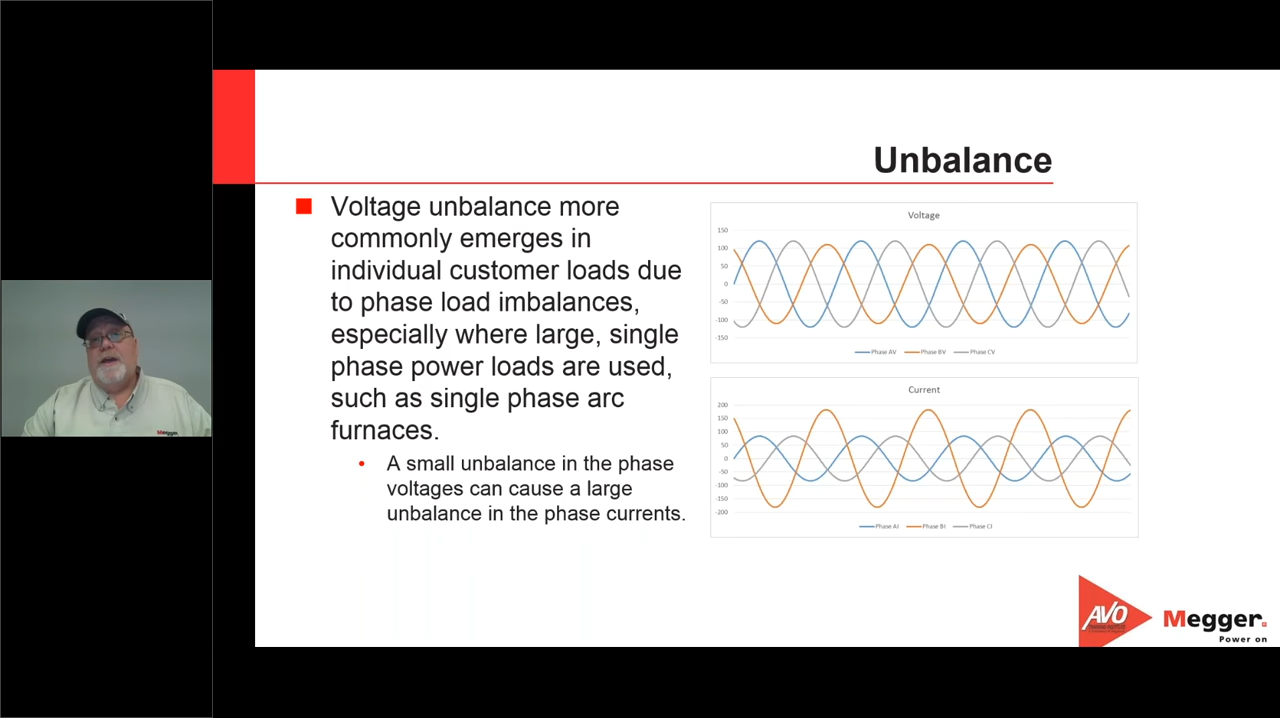 Unbalance
Voltage unbalance more
commonly emerges in
individual customer loads due
to phase load imbalances,
especially where large, single
phase power loads are used,
such as single phase arc
furnaces.
• A small unbalance in the phase
voltages can cause a large
unbalance in the phase currents.
Voltage
150
100
50
0
-50
-100
-150
Phase AV Phase BV Phase CV
Current
200
150
100
50
0
-50
-100
-150
-200
Phase AI Phase BI Phase CI
AVO
Megger.
Power on